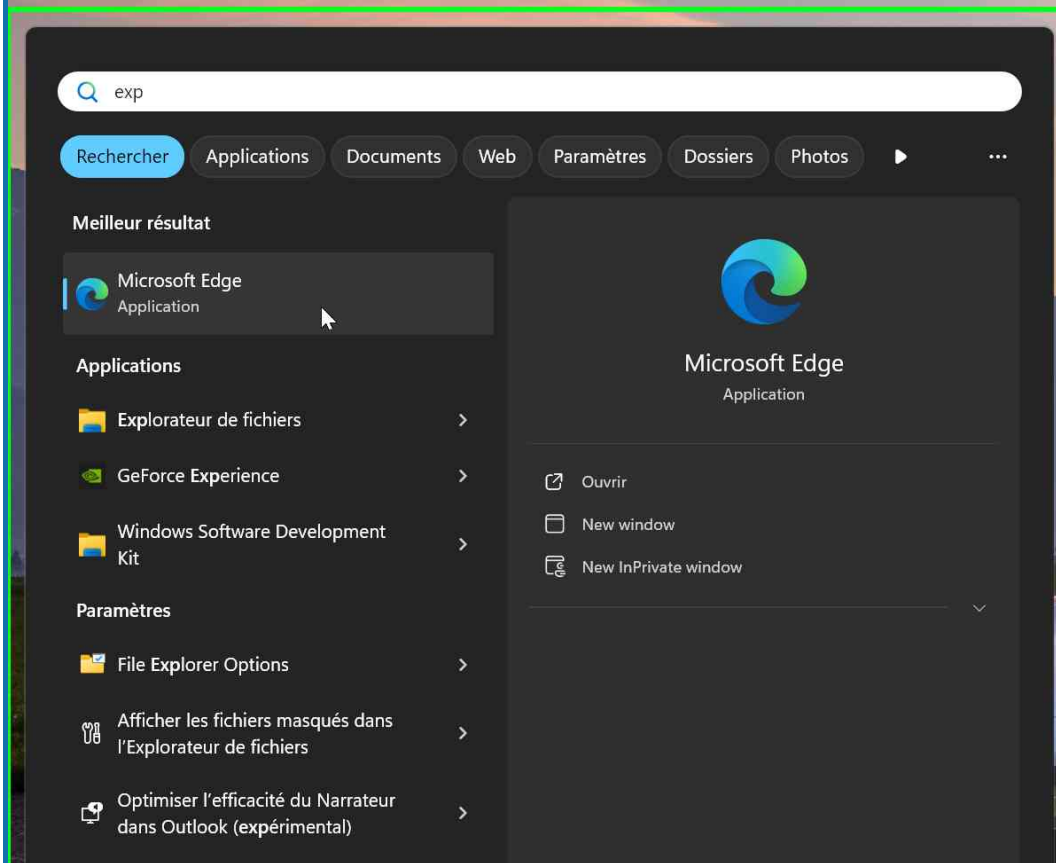 exp
Rechercher Applications Documents Web Paramètres Dossiers Photos
Meilleur résultat
Microsoft Edge
Application
Applications
Explorateur de fichiers
GeForce Experience
Windows Software Development
Kit
Paramètres
File Explorer Options
Afficher les fichiers masqués dans
l’Explorateur de fichiers
Optimiser l’efficacité du Narrateur
dans Outlook (expérimental)
Microsoft Edge
Application
Ouvrir
New window
New InPrivate window